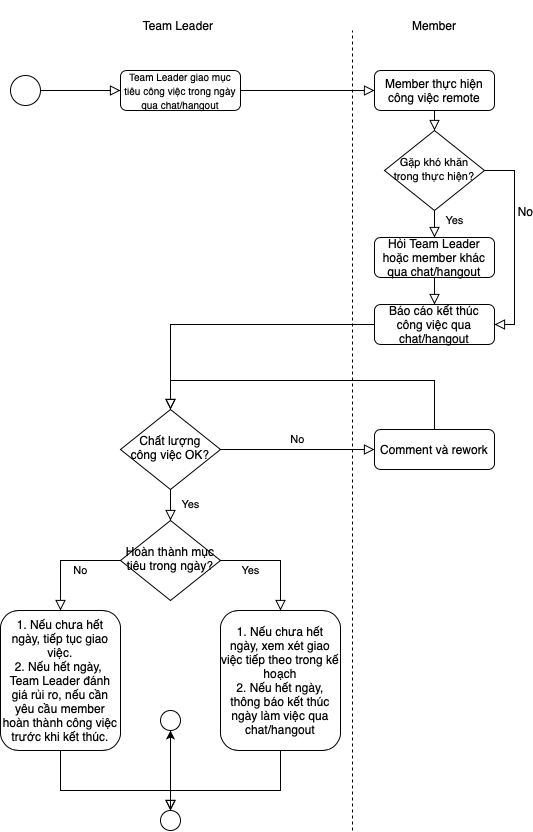 Team Leader
Member
Team Leader giao mục
tiêu công việc trong ngày
qua chat/hangout
Member thực hiện
công việc remote
Gặp khó khăn
trong thực hiện?
No
Yes
Hỏi Team Leader
hoặc member khác
qua chat/hangout
Báo cáo kết thúc
công việc qua
chat/hangout
Chất lượng
công việc OK?
No
Comment và rework
Yes
Hoàn thành mục
tiêu trong ngày?
No
Yes
1. Nếu chưa hết
ngày, tiếp tục giao
việc.
2. Nếu hết ngày,
Team Leader đánh
giá rủi ro, nếu cần
yêu cầu member
hoàn thành công việc
trước khi kết thúc.
1. Nếu chưa hết
ngày, xem xét giao
việc tiếp theo trong kế
hoạch
2. Nếu hết ngày,
thông báo kết thúc
ngày làm việc qua
chat/hangout